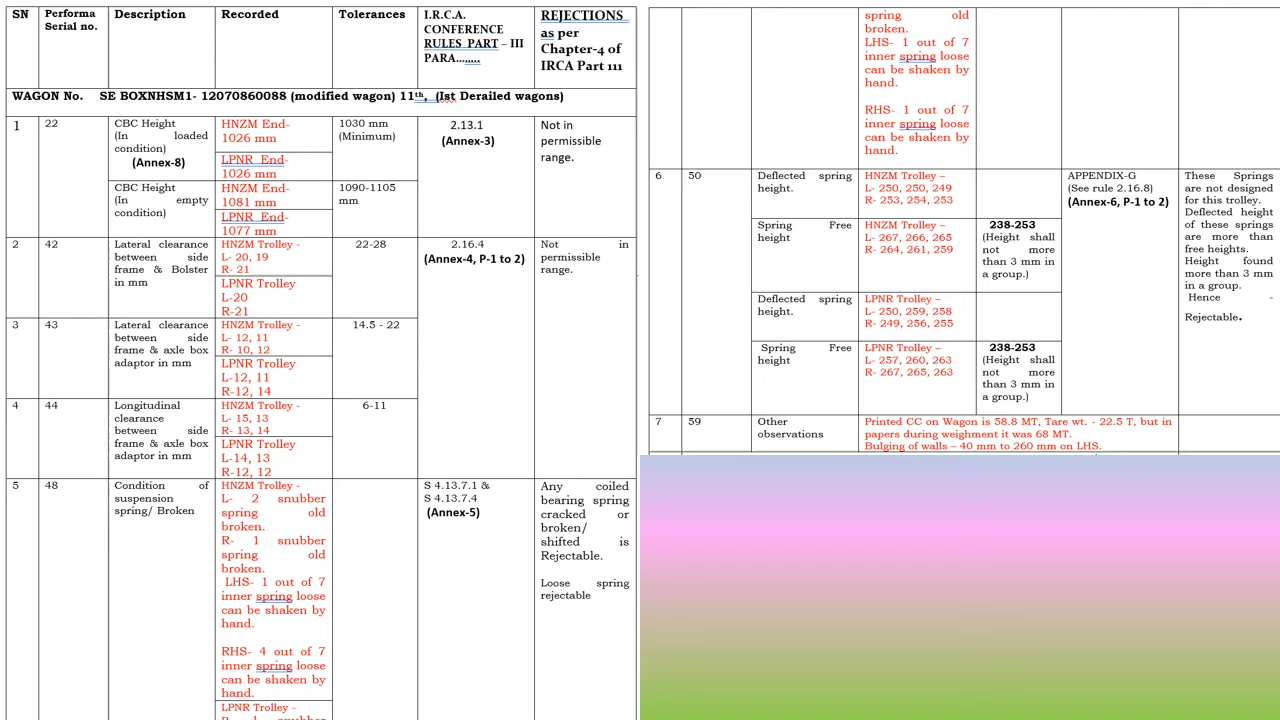 SN Performa Serial no. Description Recorded Tolerances I.R.C.A. CONFERENCE RULES PART – III PARA…..... REJECTIONS as per Chapter-4 of IRCA Part 111
WAGON No. SE BOXNHSM1- 12070860088 (modified wagon) 11th, (Ist Derailed wagons)
1 22
CBC Height
(In loaded
condition)
(Annex-8)
HNZM End-
1026 mm
LPNR End-
1026 mm
1030 mm
(Minimum)
2.13.1
(Annex-3)
Not in
permissible
range.
CBC Height
(In empty
condition)
HNZM End-
1081 mm
LPNR End-
1077 mm
1090-1105
mm
2 42
Lateral clearance
between side
frame & Bolster
in mm
HNZM Trolley -
L- 20, 19
R- 21
LPNR Trolley
L-20
R-21
22-28
2.16.4
(Annex-4, P-1 to 2)
Not in
permissible
range.
3 43
Lateral clearance
between side
frame & axle box
adaptor in mm
HNZM Trolley -
L- 12, 11
R- 10, 12
LPNR Trolley
L-12, 11
R-12, 14
14.5 - 22
4 44
Longitudinal
clearance
between side
frame & axle box
adaptor in mm
HNZM Trolley -
L- 15, 13
R- 13, 14
LPNR Trolley
L-14, 13
R-12, 12
6-11
5 48
Condition of
suspension
spring/ Broken
HNZM Trolley -
L- 2 snubber
spring old
broken.
R- 1 snubber
spring old
broken.
LHS- 1 out of 7
inner spring loose
can be shaken by
hand.
RHS- 4 out of 7
inner spring loose
can be shaken by
hand.
LPNR Trolley -
R- 1 snubber
S 4.13.7.1 &
S 4.13.7.4
(Annex-5)
Any coiled
bearing spring
cracked or
broken/
shifted is
Rejectable.
Loose spring
rejectable
spring old
broken.
LHS- 1 out of 7
inner spring loose
can be shaken by
hand.
RHS- 1 out of 7
inner spring loose
can be shaken by
hand.
6 50
Deflected spring
height.
HNZM Trolley –
L- 250, 250, 249
R- 253, 254, 253
APPENDIX-G
(See rule 2.16.8)
(Annex-6, P-1 to 2)
These Springs
are not designed
for this trolley.
Deflected height
of these springs
are more than
free heights.
Height found
more than 3 mm
in a group.
Hence -
Rejectable.
Spring Free
height
HNZM Trolley –
L- 267, 266, 265
R- 264, 261, 259
238-253
(Height shall
not more
than 3 mm in
a group.)
Deflected spring
height.
LPNR Trolley –
L- 250, 259, 258
R- 249, 256, 255
Spring Free
height
LPNR Trolley –
L- 257, 260, 263
R- 267, 265, 263
238-253
(Height shall
not more
than 3 mm in
a group.)
7 59
Other
observations
Printed CC on Wagon is 58.8 MT, Tare wt. - 22.5 T, but in
papers during weighment it was 68 MT.
Bulging of walls – 40 mm to 260 mm on LHS.